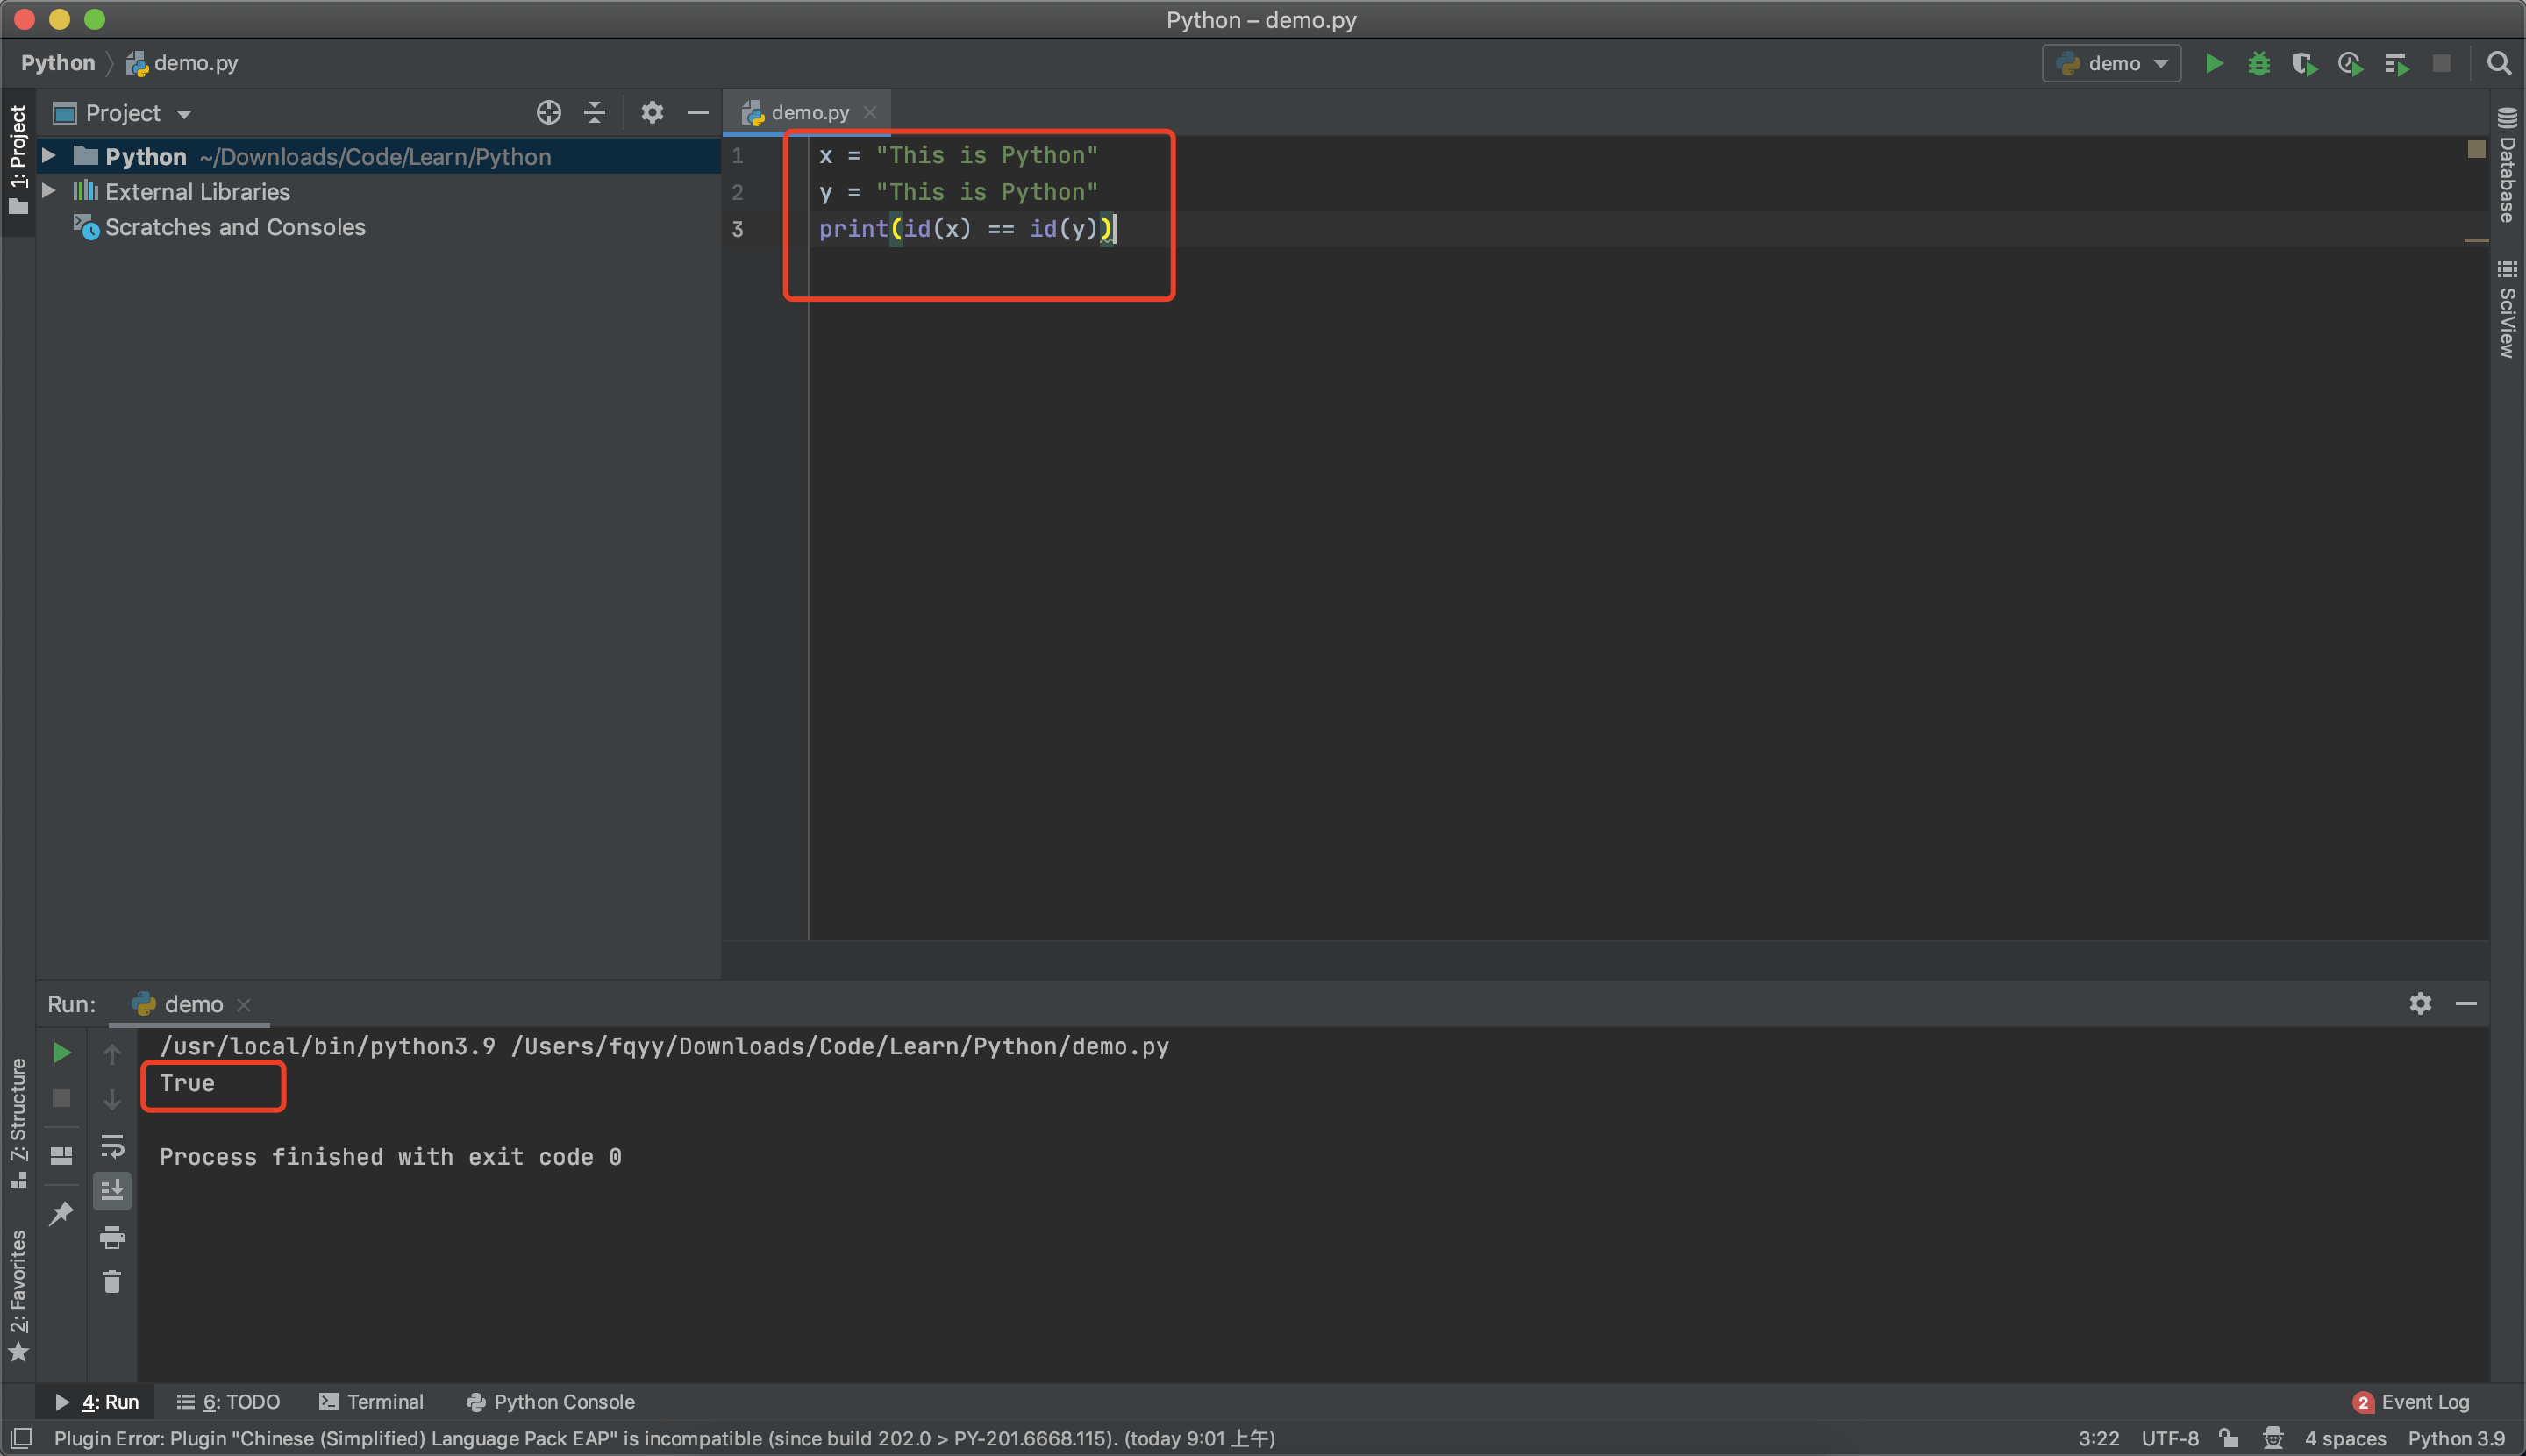 Python – demo.py
Python demo.py
demo
1: Project
Project
demo.py
Python ~/Downloads/Code/Learn/Python
External Libraries
Scratches and Consoles
1 x = "This is Python"
2 y = "This is Python"
3 print(id(x) == id(y))
Database
SciView
Run: demo
/usr/local/bin/python3.9 /Users/fqyy/Downloads/Code/Learn/Python/demo.py
True
Process finished with exit code 0
7: Structure
2: Favorites
4: Run 6: TODO Terminal Python Console 2 Event Log
Plugin Error: Plugin "Chinese (Simplified) Language Pack EAP" is incompatible (since build 202.0 > PY-201.6668.115). (today 9:01 上午) 3:22 UTF-8 4 spaces Python 3.9